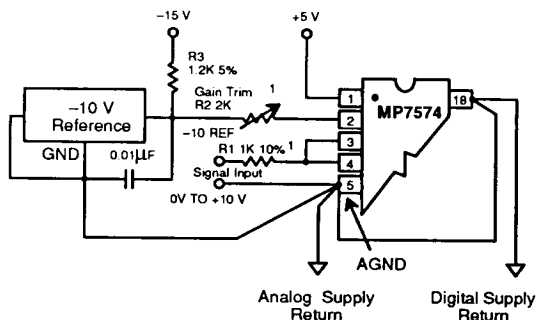 –15 V
+5 V
R3
1.2K 5%
Gain Trim
R2 2K
1
–10 V
Reference
–10 REF
GND
0.01µF
R1 1K 10%
1
Signal Input
0V TO +10 V
1
2
3
4
5
18
MP7574
AGND
Analog Supply
Return
Digital Supply
Return